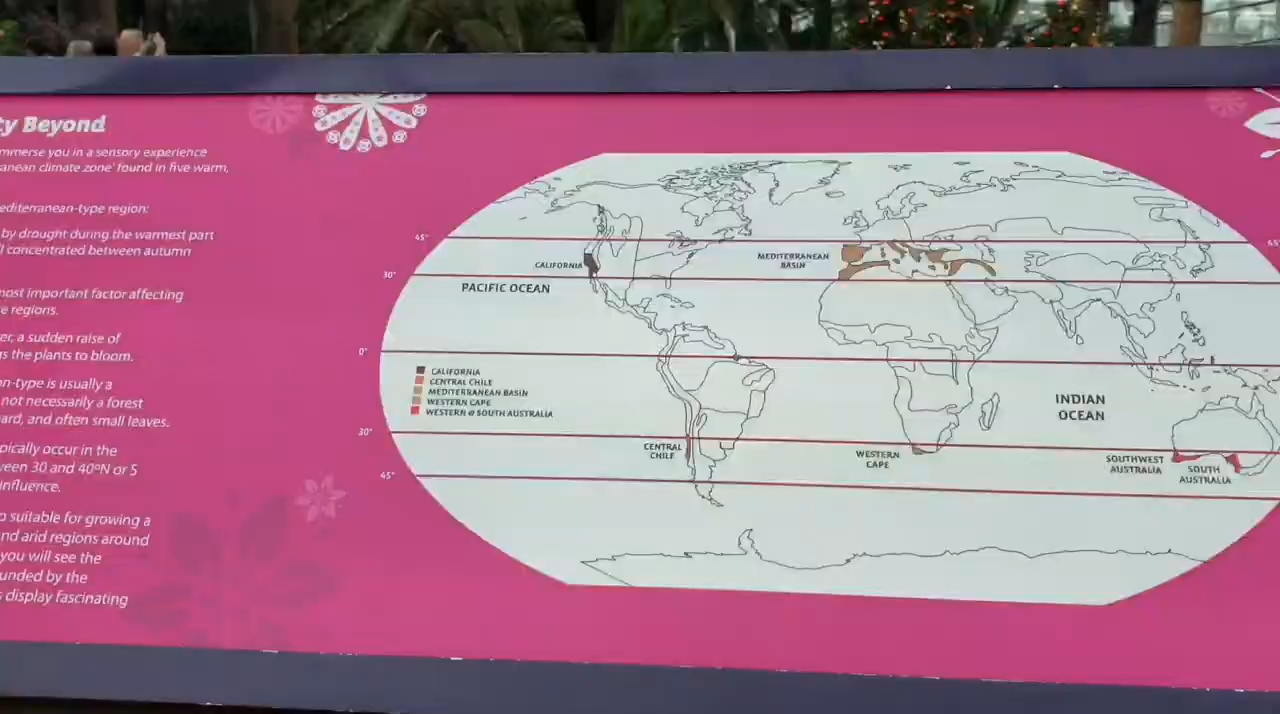 ty Beyond
mmerse you in a sensory experience
anean climate zone' found in five warm,
editerranean-type region:
by drought during the warmest part
l concentrated between autumn
most important factor affecting
e regions.
er, a sudden raise of
gs the plants to bloom.
on-type is usually a
not necessarily a forest
ard, and often small leaves.
pically occur in the
ween 30 and 40ºN or S
influence.
o suitable for growing a
nd arid regions around
you will see the
unded by the
s display fascinating
45°
45°
CALIFORNIA
MEDITERRANEAN
BASIN
30°
PACIFIC OCEAN
0°
CALIFORNIA
CENTRAL CHILE
MEDITERRANEAN BASIN
WESTERN CAPE
WESTERN & SOUTH AUSTRALIA
INDIAN
OCEAN
30°
CENTRAL
CHILE
WESTERN
CAPE
SOUTHWEST
AUSTRALIA
SOUTH
AUSTRALIA
45°